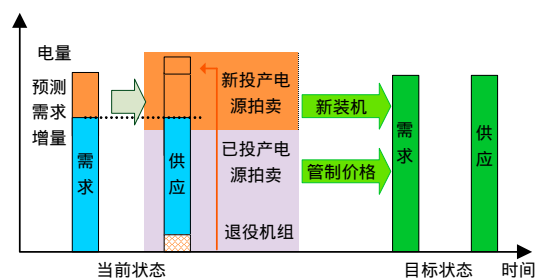 电量
预测
需求
增量
需
求
供
应
新投产电
源拍卖
已投产电
源拍卖
退役机组
新装机
管制价格
需
求
供
应
当前状态
目标状态
时间